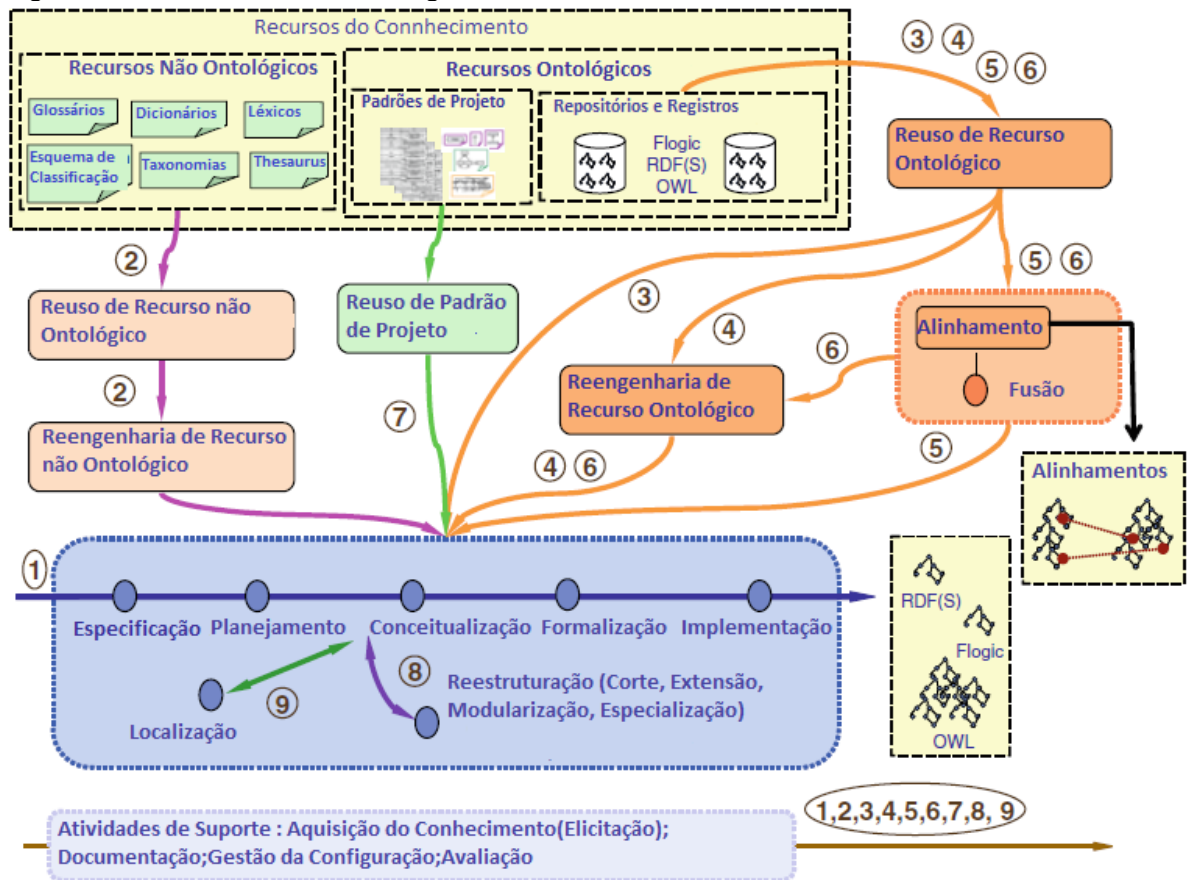 Recursos do Connhecimento
Recursos Não Ontológicos
Glossários
Dicionários
Léxicos
Esquema de
Classificação
Taxonomias
Thesaurus
Recursos Ontológicos
Padrões de Projeto
Repositórios e Registros
Flogic
RDF(S)
OWL
3 4
5 6
Reuso de Recurso
Ontológico
2
Reuso de Recurso não
Ontológico
2
Reengenharia de Recurso
não Ontológico
Reuso de Padrão
de Projeto
7
3
4
5 6
Alinhamento
Fusão
6
Reengenharia de
Recurso Ontológico
4 6
5
Alinhamentos
1
Especificação
Planejamento
Conceitualização
Formalização
Implementação
9
8
Localização
Reestruturação (Corte, Extensão,
Modularização, Especialização)
RDF(S)
Flogic
OWL
1,2,3,4,5,6,7,8, 9
Atividades de Suporte : Aquisição do Conhecimento(Elicitação);
Documentação;Gestão da Configuração;Avaliação